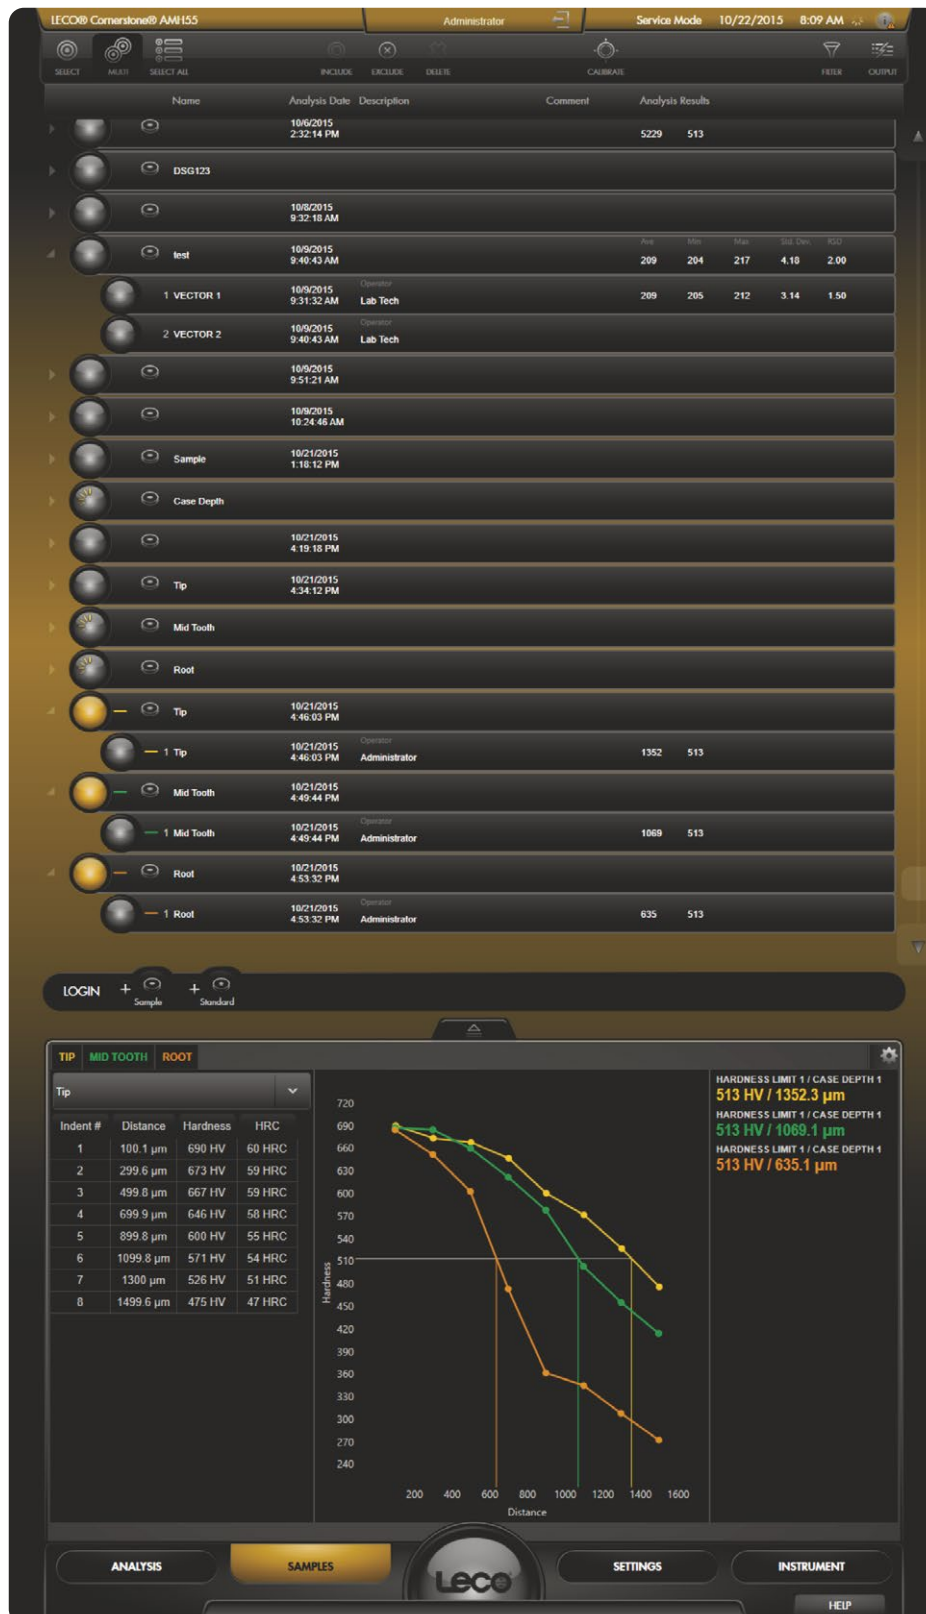 LECO® Cornerstone® AMH55 Administrator Service Mode 10/22/2015 8:09 AM
SELECT MULTI SELECT ALL INCLUDE EXCLUDE DELETE CALIBRATE FILTER OUTPUT
Name Analysis Date Description Comment Analysis Results
10/6/2015
2:32:14 PM 5229 513
DSG123
10/8/2015
9:32:18 AM
Ave Min Max Std. Dev. RSD
test 10/9/2015
9:40:43 AM 209 204 217 4.18 2.00
Operator
1 VECTOR 1 10/9/2015
9:31:32 AM Lab Tech 209 205 212 3.14 1.50
Operator
2 VECTOR 2 10/9/2015
9:40:43 AM Lab Tech
10/9/2015
9:51:21 AM
10/9/2015
10:24:46 AM
Sample 10/21/2015
1:18:12 PM
Case Depth
10/21/2015
4:19:18 PM
Tip 10/21/2015
4:34:12 PM
Mid Tooth
Root
Tip 10/21/2015
4:46:03 PM
Operator
1 Tip 10/21/2015
4:46:03 PM Administrator 1352 513
Mid Tooth 10/21/2015
4:49:44 PM
Operator
1 Mid Tooth 10/21/2015
4:49:44 PM Administrator 1069 513
Root 10/21/2015
4:53:32 PM
Operator
1 Root 10/21/2015
4:53:32 PM Administrator 635 513
LOGIN + Sample + Standard
TIP MID TOOTH ROOT
Tip
Indent # Distance Hardness HRC
1 100.1 µm 690 HV 60 HRC
2 299.6 µm 673 HV 59 HRC
3 499.8 µm 667 HV 59 HRC
4 699.9 µm 646 HV 58 HRC
5 899.8 µm 600 HV 55 HRC
6 1099.8 µm 571 HV 54 HRC
7 1300 µm 526 HV 51 HRC
8 1499.6 µm 475 HV 47 HRC
Hardness
720
690
660
630
600
570
540
510
480
450
420
390
360
330
300
270
240
200 400 600 800 1000 1200 1400 1600
Distance
HARDNESS LIMIT 1 / CASE DEPTH 1
513 HV / 1352.3 µm
HARDNESS LIMIT 1 / CASE DEPTH 1
513 HV / 1069.1 µm
HARDNESS LIMIT 1 / CASE DEPTH 1
513 HV / 635.1 µm
ANALYSIS SAMPLES LECO® SETTINGS INSTRUMENT
HELP